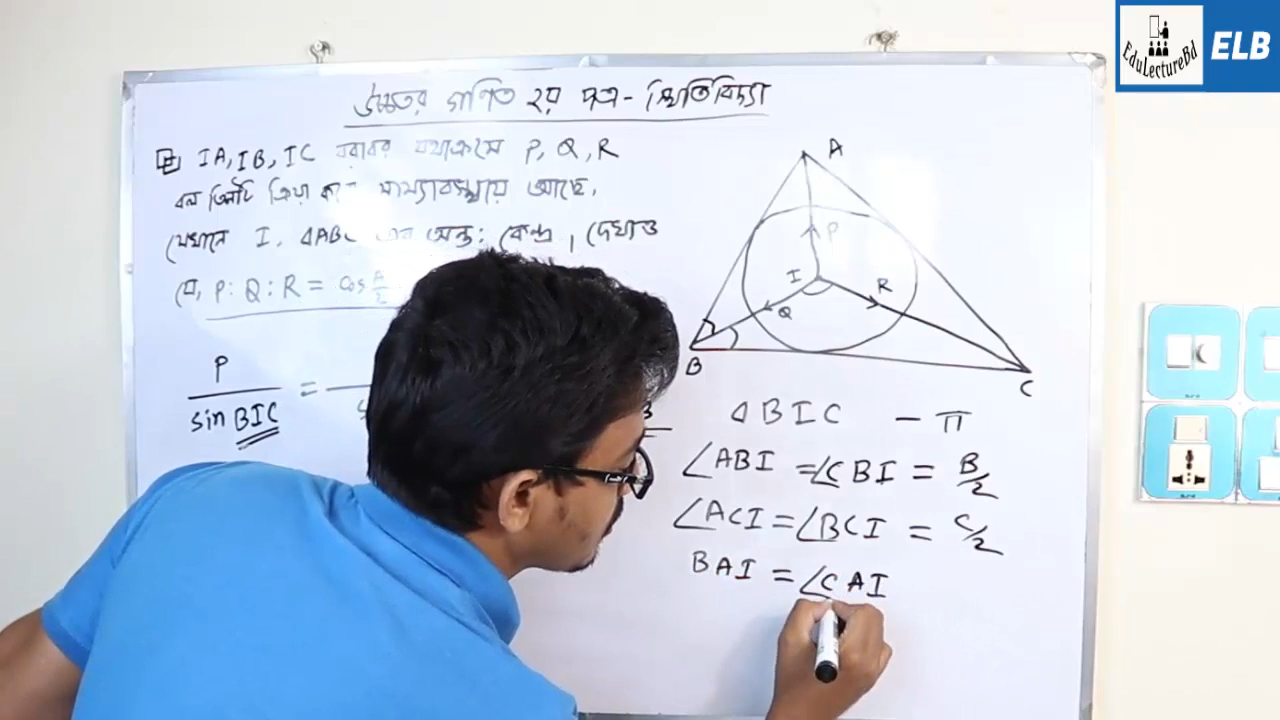 EduLectureBd
ELB
উচ্চতর গণিত ২য় পত্র - স্থিতিবিদ্যা
IA, IB, IC বরাবর যথাক্রমে P, Q, R
বল তিনটি ক্রিয়া করে সাম্যাবস্থায় আছে.
যেখানে I, ΔABC এর অন্তঃ কেন্দ্র, দেখাও
যে, P: Q: R = cos A/2
P
sin BIC =
A
P
I
R
Q
B
C
Δ BIC - π
∠ABI = ∠CBI = B/2
∠ACI = ∠BCI = C/2
BAI = ∠CAI